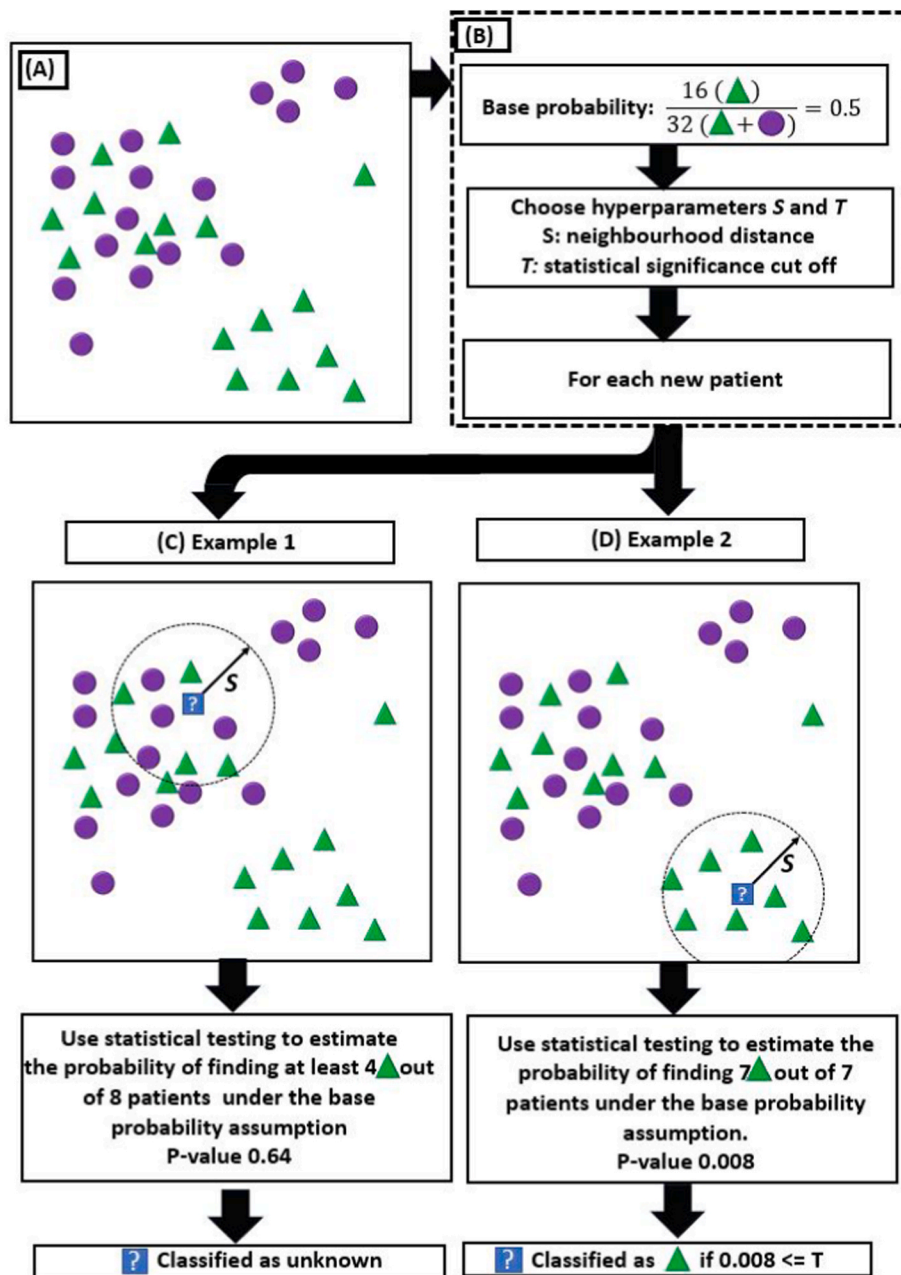 (A)
(B)
Base probability: 16 (▲) / 32 (▲ + ●) = 0.5
Choose hyperparameters S and T
S: neighbourhood distance
T: statistical significance cut off
For each new patient
(C) Example 1
S
?
Use statistical testing to estimate
the probability of finding at least 4 ▲ out
of 8 patients under the base
probability assumption
P-value 0.64
? Classified as unknown
(D) Example 2
S
?
Use statistical testing to estimate the
probability of finding 7 ▲ out of 7
patients under the base probability
assumption.
P-value 0.008
? Classified as ▲ if 0.008 <= T